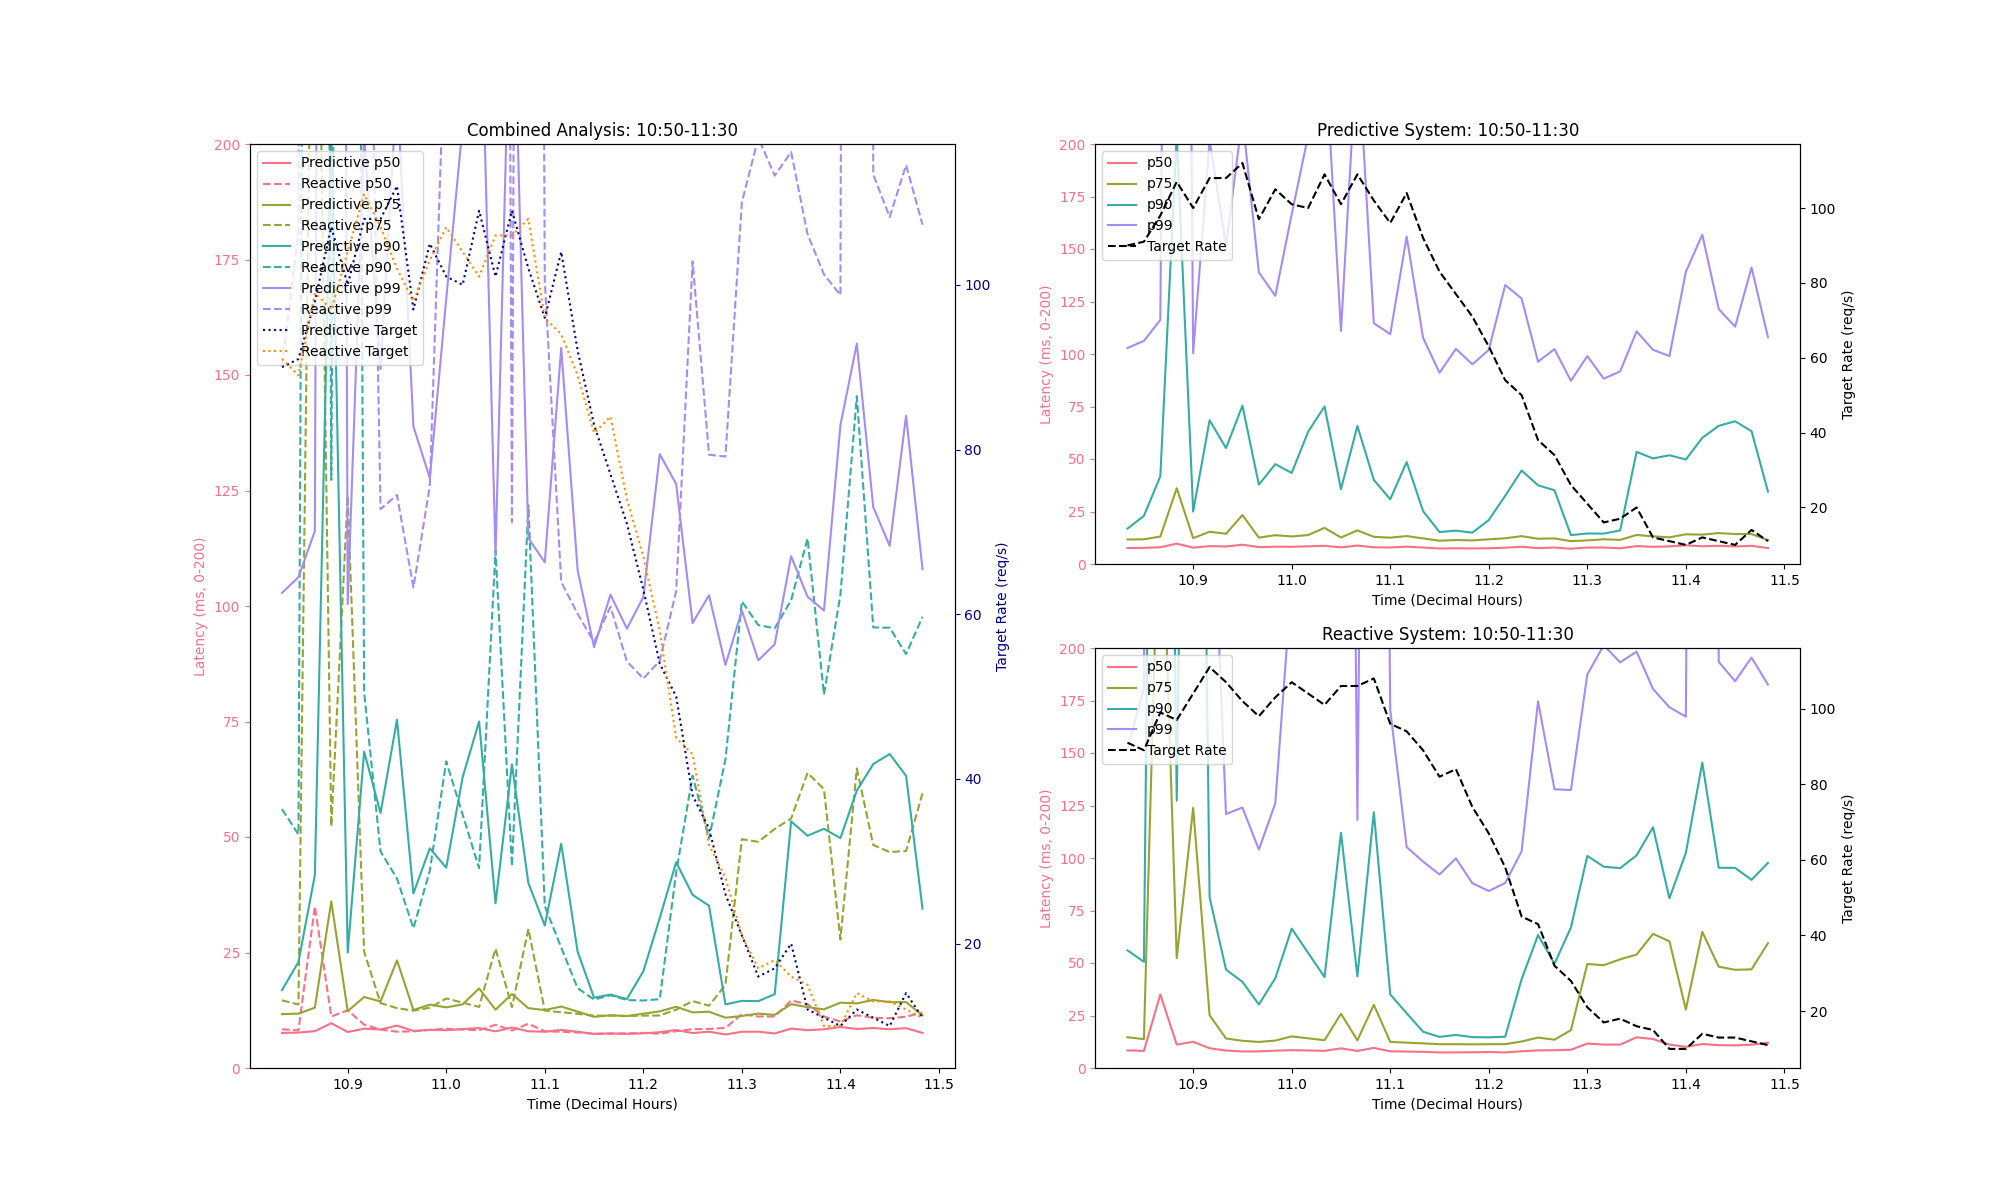 Combined Analysis: 10:50-11:30
200
175
150
125
100
75
50
25
0
Latency (ms, 0-200)
Predictive p50
Reactive p50
Predictive p75
Reactive p75
Predictive p90
Reactive p90
Predictive p99
Reactive p99
Predictive Target
Reactive Target
100
80
60
40
20
Target Rate (req/s)
10.9 11.0 11.1 11.2 11.3 11.4 11.5
Time (Decimal Hours)
Predictive System: 10:50-11:30
200
175
150
125
100
75
50
25
0
Latency (ms, 0-200)
p50
p75
p90
p99
Target Rate
100
80
60
40
20
Target Rate (req/s)
10.9 11.0 11.1 11.2 11.3 11.4 11.5
Time (Decimal Hours)
Reactive System: 10:50-11:30
200
175
150
125
100
75
50
25
0
Latency (ms, 0-200)
p50
p75
p90
p99
Target Rate
100
80
60
40
20
Target Rate (req/s)
10.9 11.0 11.1 11.2 11.3 11.4 11.5
Time (Decimal Hours)